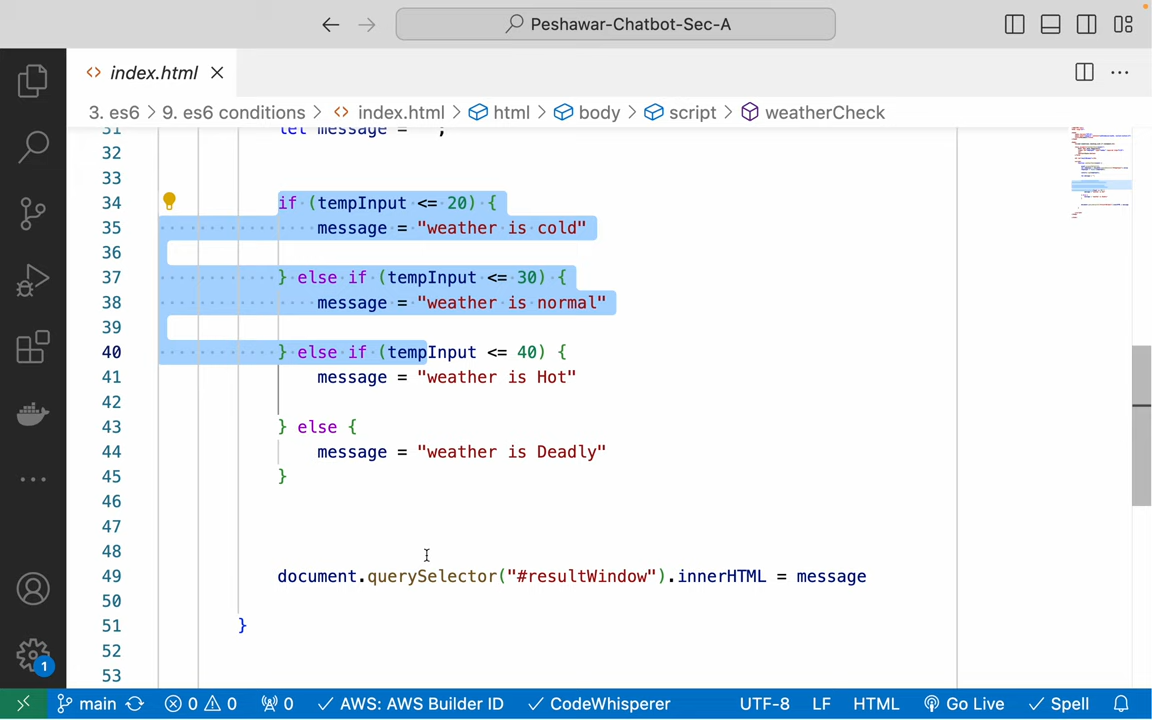 Peshawar-Chatbot-Sec-A
index.html
3. es6 > 9. es6 conditions > index.html > html > body > script > weatherCheck
31 let message = " ";
32
33
34 if (tempInput <= 20) {
35 message = "weather is cold"
36
37 } else if (tempInput <= 30) {
38 message = "weather is normal"
39
40 } else if (tempInput <= 40) {
41 message = "weather is Hot"
42
43 } else {
44 message = "weather is Deadly"
45 }
46
47
48
49 document.querySelector("#resultWindow").innerHTML = message
50
51 }
52
53
1
main 0 0 0 AWS: AWS Builder ID CodeWhisperer UTF-8 LF HTML Go Live Spell